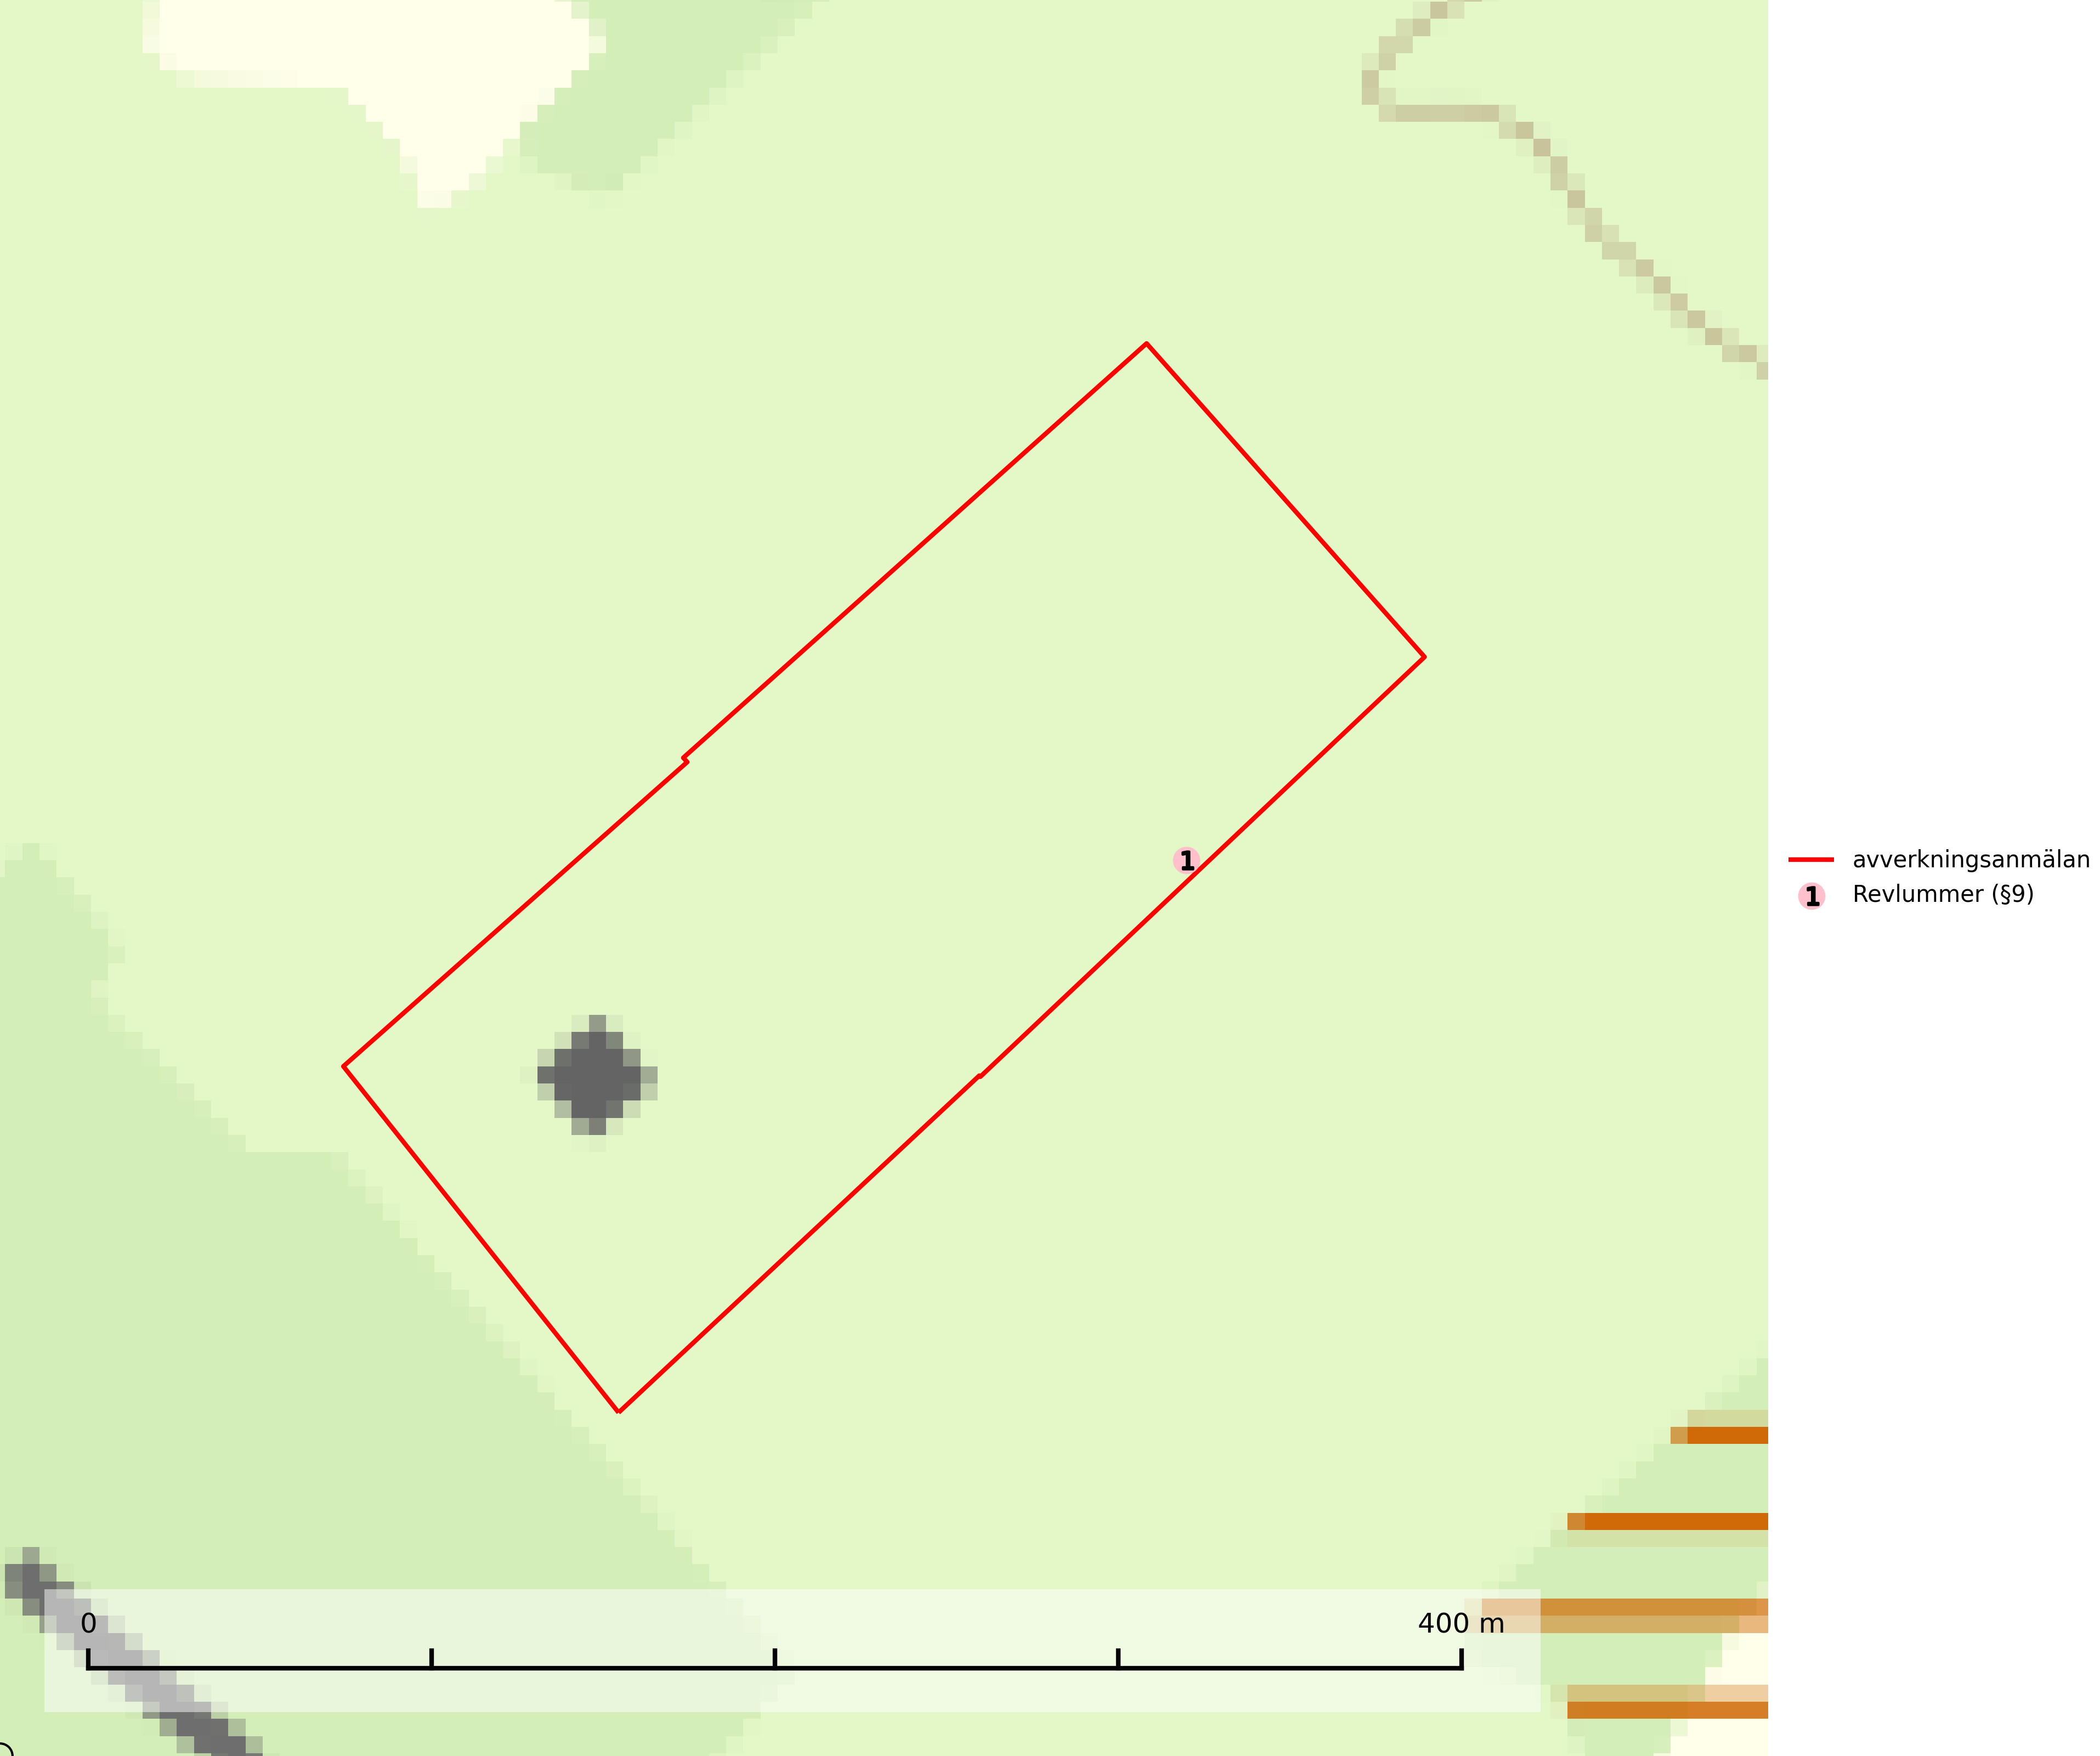 1
avverkningsanmälan
1 Revlummer (§9)
0 400 m